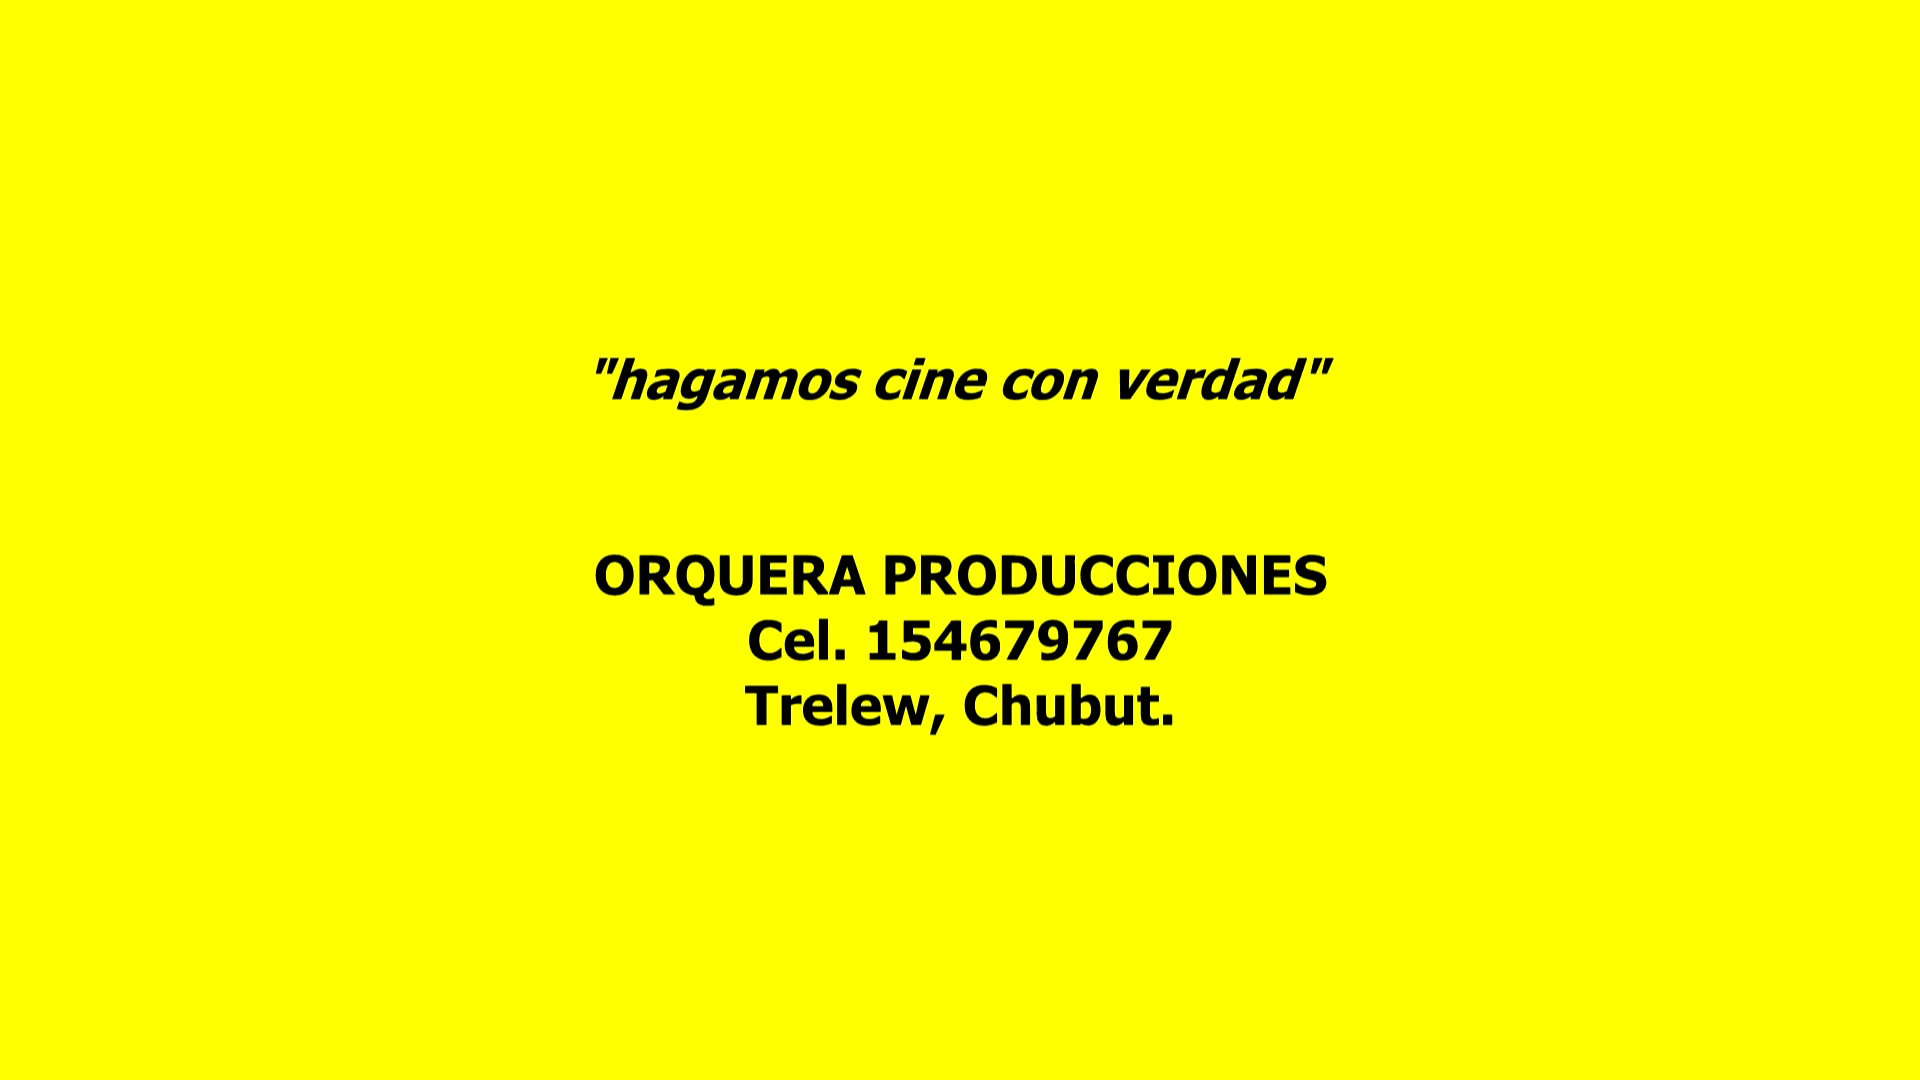 "hagamos cine con verdad"
ORQUERA PRODUCCIONES
Cel. 154679767
Trelew, Chubut.